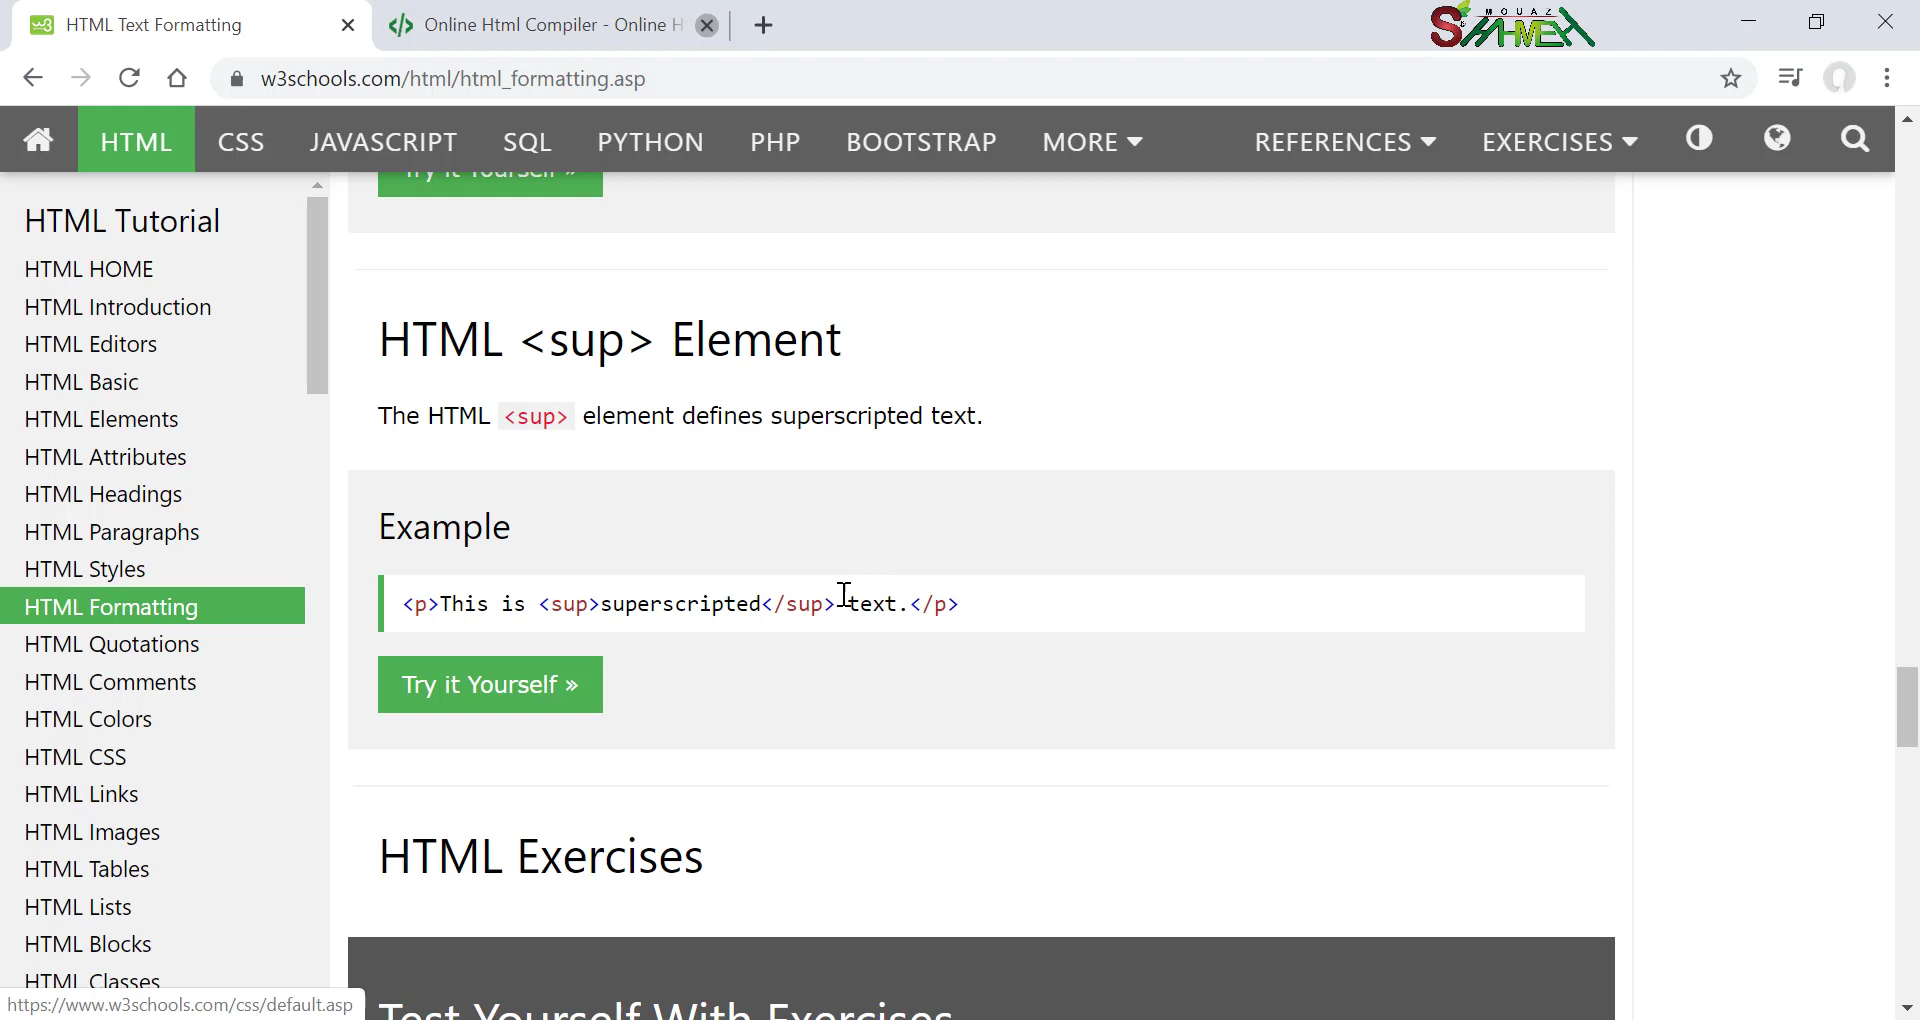 HTML Text Formatting
Online Html Compiler - Online H
MOUAZ
w3schools.com/html/html_formatting.asp
HTML CSS JAVASCRIPT SQL PYTHON PHP BOOTSTRAP MORE REFERENCES EXERCISES
Try it Yourself »
HTML Tutorial
HTML HOME
HTML Introduction
HTML Editors
HTML Basic
HTML Elements
HTML Attributes
HTML Headings
HTML Paragraphs
HTML Styles
HTML Formatting
HTML Quotations
HTML Comments
HTML Colors
HTML CSS
HTML Links
HTML Images
HTML Tables
HTML Lists
HTML Blocks
HTML Classes
https://www.w3schools.com/css/default.asp
HTML <sup> Element
The HTML <sup> element defines superscripted text.
Example
<p>This is <sup>superscripted</sup> text.</p>
Try it Yourself »
HTML Exercises
Test Yourself With Exercises